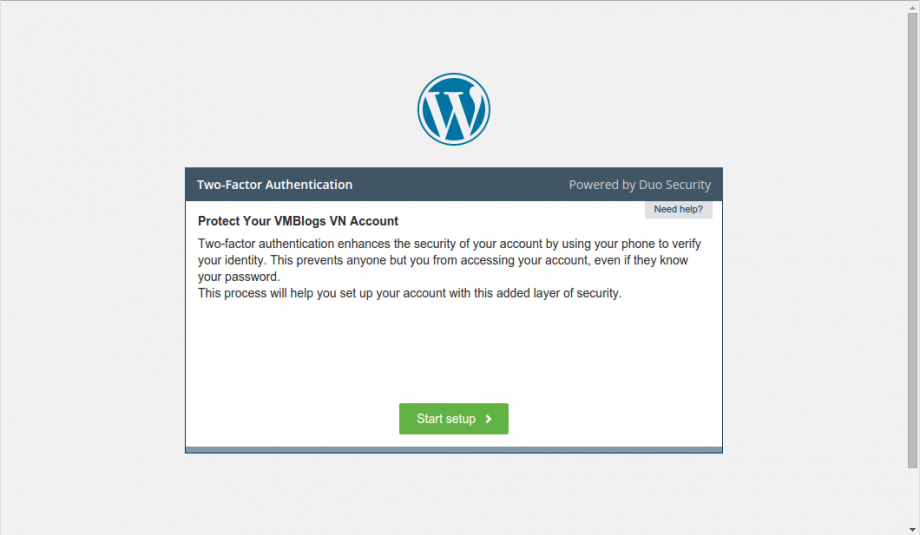 Two-Factor Authentication Powered by Duo Security
Need help?
Protect Your VMBlogs VN Account
Two-factor authentication enhances the security of your account by using your phone to verify
your identity. This prevents anyone but you from accessing your account, even if they know
your password.
This process will help you set up your account with this added layer of security.
Start setup